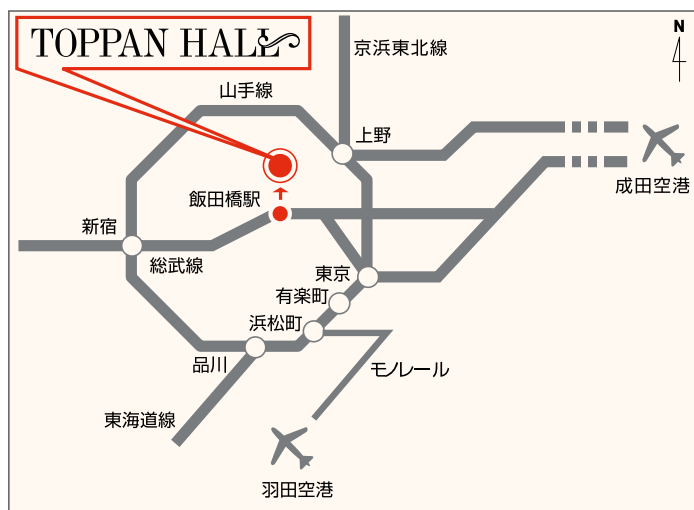 TOPPAN HALL
京浜東北線
N
山手線
上野
成田空港
飯田橋駅
新宿
総武線
東京
有楽町
浜松町
品川
モノレール
東海道線
羽田空港